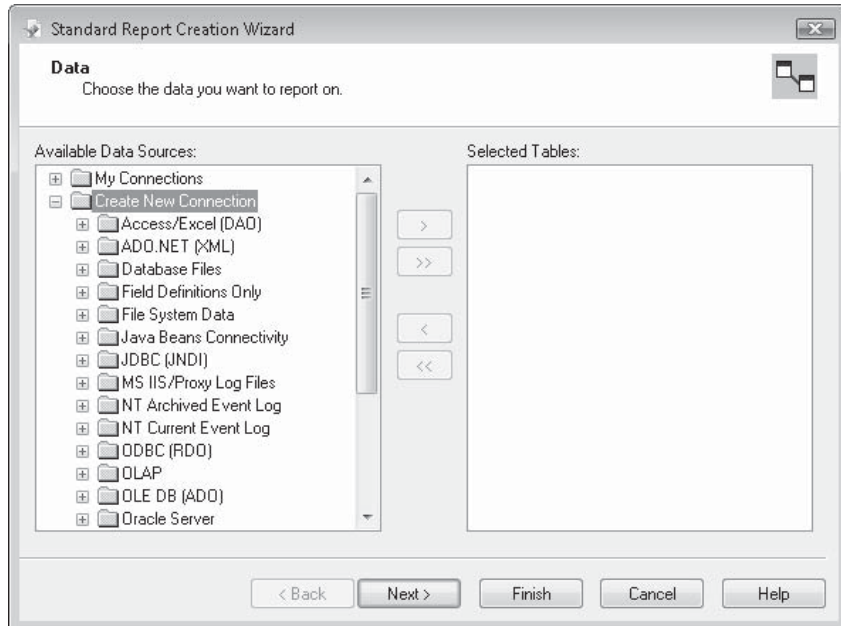 Standard Report Creation Wizard
Data
Choose the data you want to report on.
Available Data Sources:
Selected Tables:
My Connections
Create New Connection
Access/Excel (DAO)
ADO.NET (XML)
Database Files
Field Definitions Only
File System Data
Java Beans Connectivity
JDBC (JNDI)
MS IIS/Proxy Log Files
NT Archived Event Log
NT Current Event Log
ODBC (RDO)
OLAP
OLE DB (ADO)
Oracle Server
>
>>
<
<<
< Back
Next >
Finish
Cancel
Help